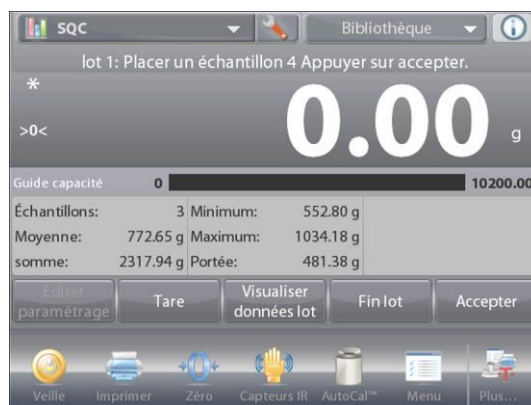 SQC Bibliothèque
lot 1: Placer un échantillon 4 Appuyer sur accepter.
*
0.00
>0< g
Guide capacité 0 10200.00
Échantillons: 3 Minimum: 552.80 g
Moyenne: 772.65 g Maximum: 1034.18 g
somme: 2317.94 g Portée: 481.38 g
Editer paramétrage Tare Visualiser données lot Fin lot Accepter
Veille Imprimer Zéro Capteurs IR AutoCal™ Menu Plus...